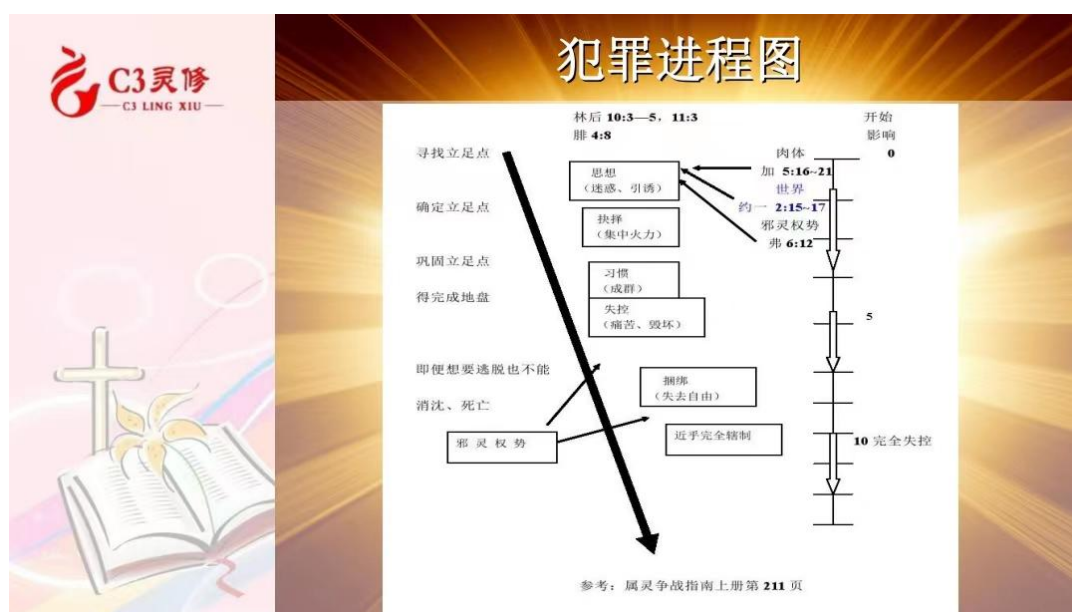 C3灵修
C3 LING XIU
犯罪进程图
林后 10:3—5，11:3
腓 4:8
开始
影响
0
寻找立足点
思想
（迷惑、引诱）
肉体
加 5:16~21
世界
约一 2:15~17
邪灵权势
弗 6:12
确定立足点
抉择
（集中火力）
巩固立足点
习惯
（成群）
得完成地盘
失控
（痛苦、毁坏）
5
即便想要逃脱也不能
捆绑
（失去自由）
消沈、死亡
邪灵权势
近乎完全辖制
10 完全失控
参考：属灵争战指南上册第 211 页